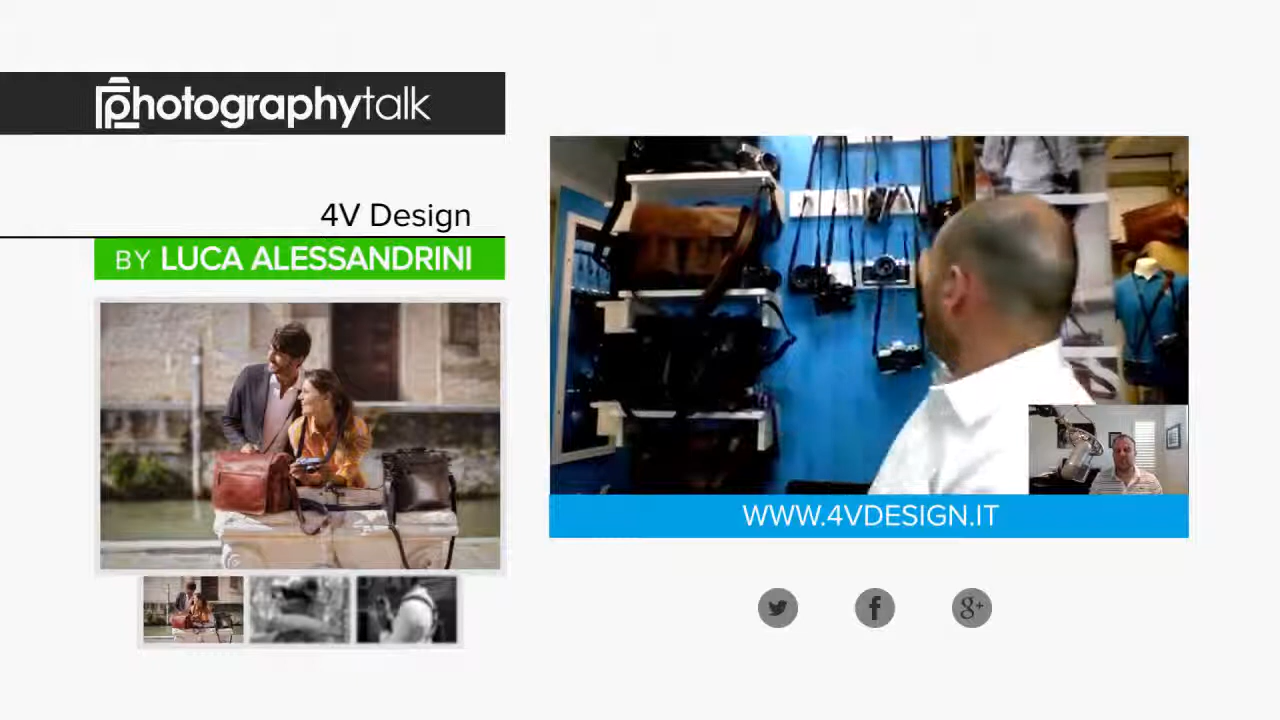 photographytalk
4V Design
BY LUCA ALESSANDRINI
WWW.4VDESIGN.IT
f
g+